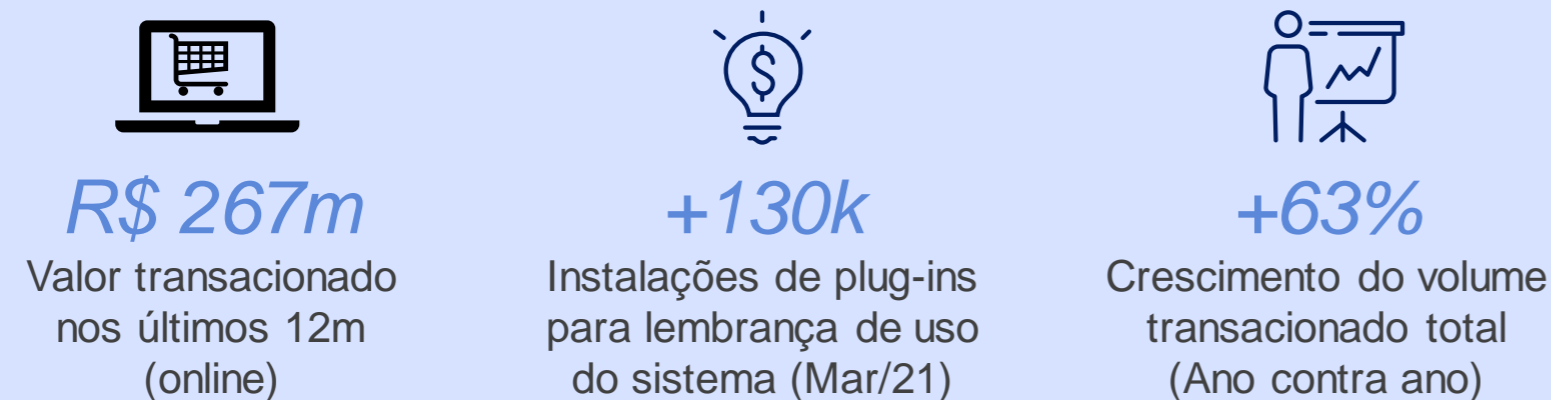 R$ 267m
Valor transacionado
nos últimos 12m
(online)
+130k
Instalações de plug-ins
para lembrança de uso
do sistema (Mar/21)
+63%
Crescimento do volume
transacionado total
(Ano contra ano)